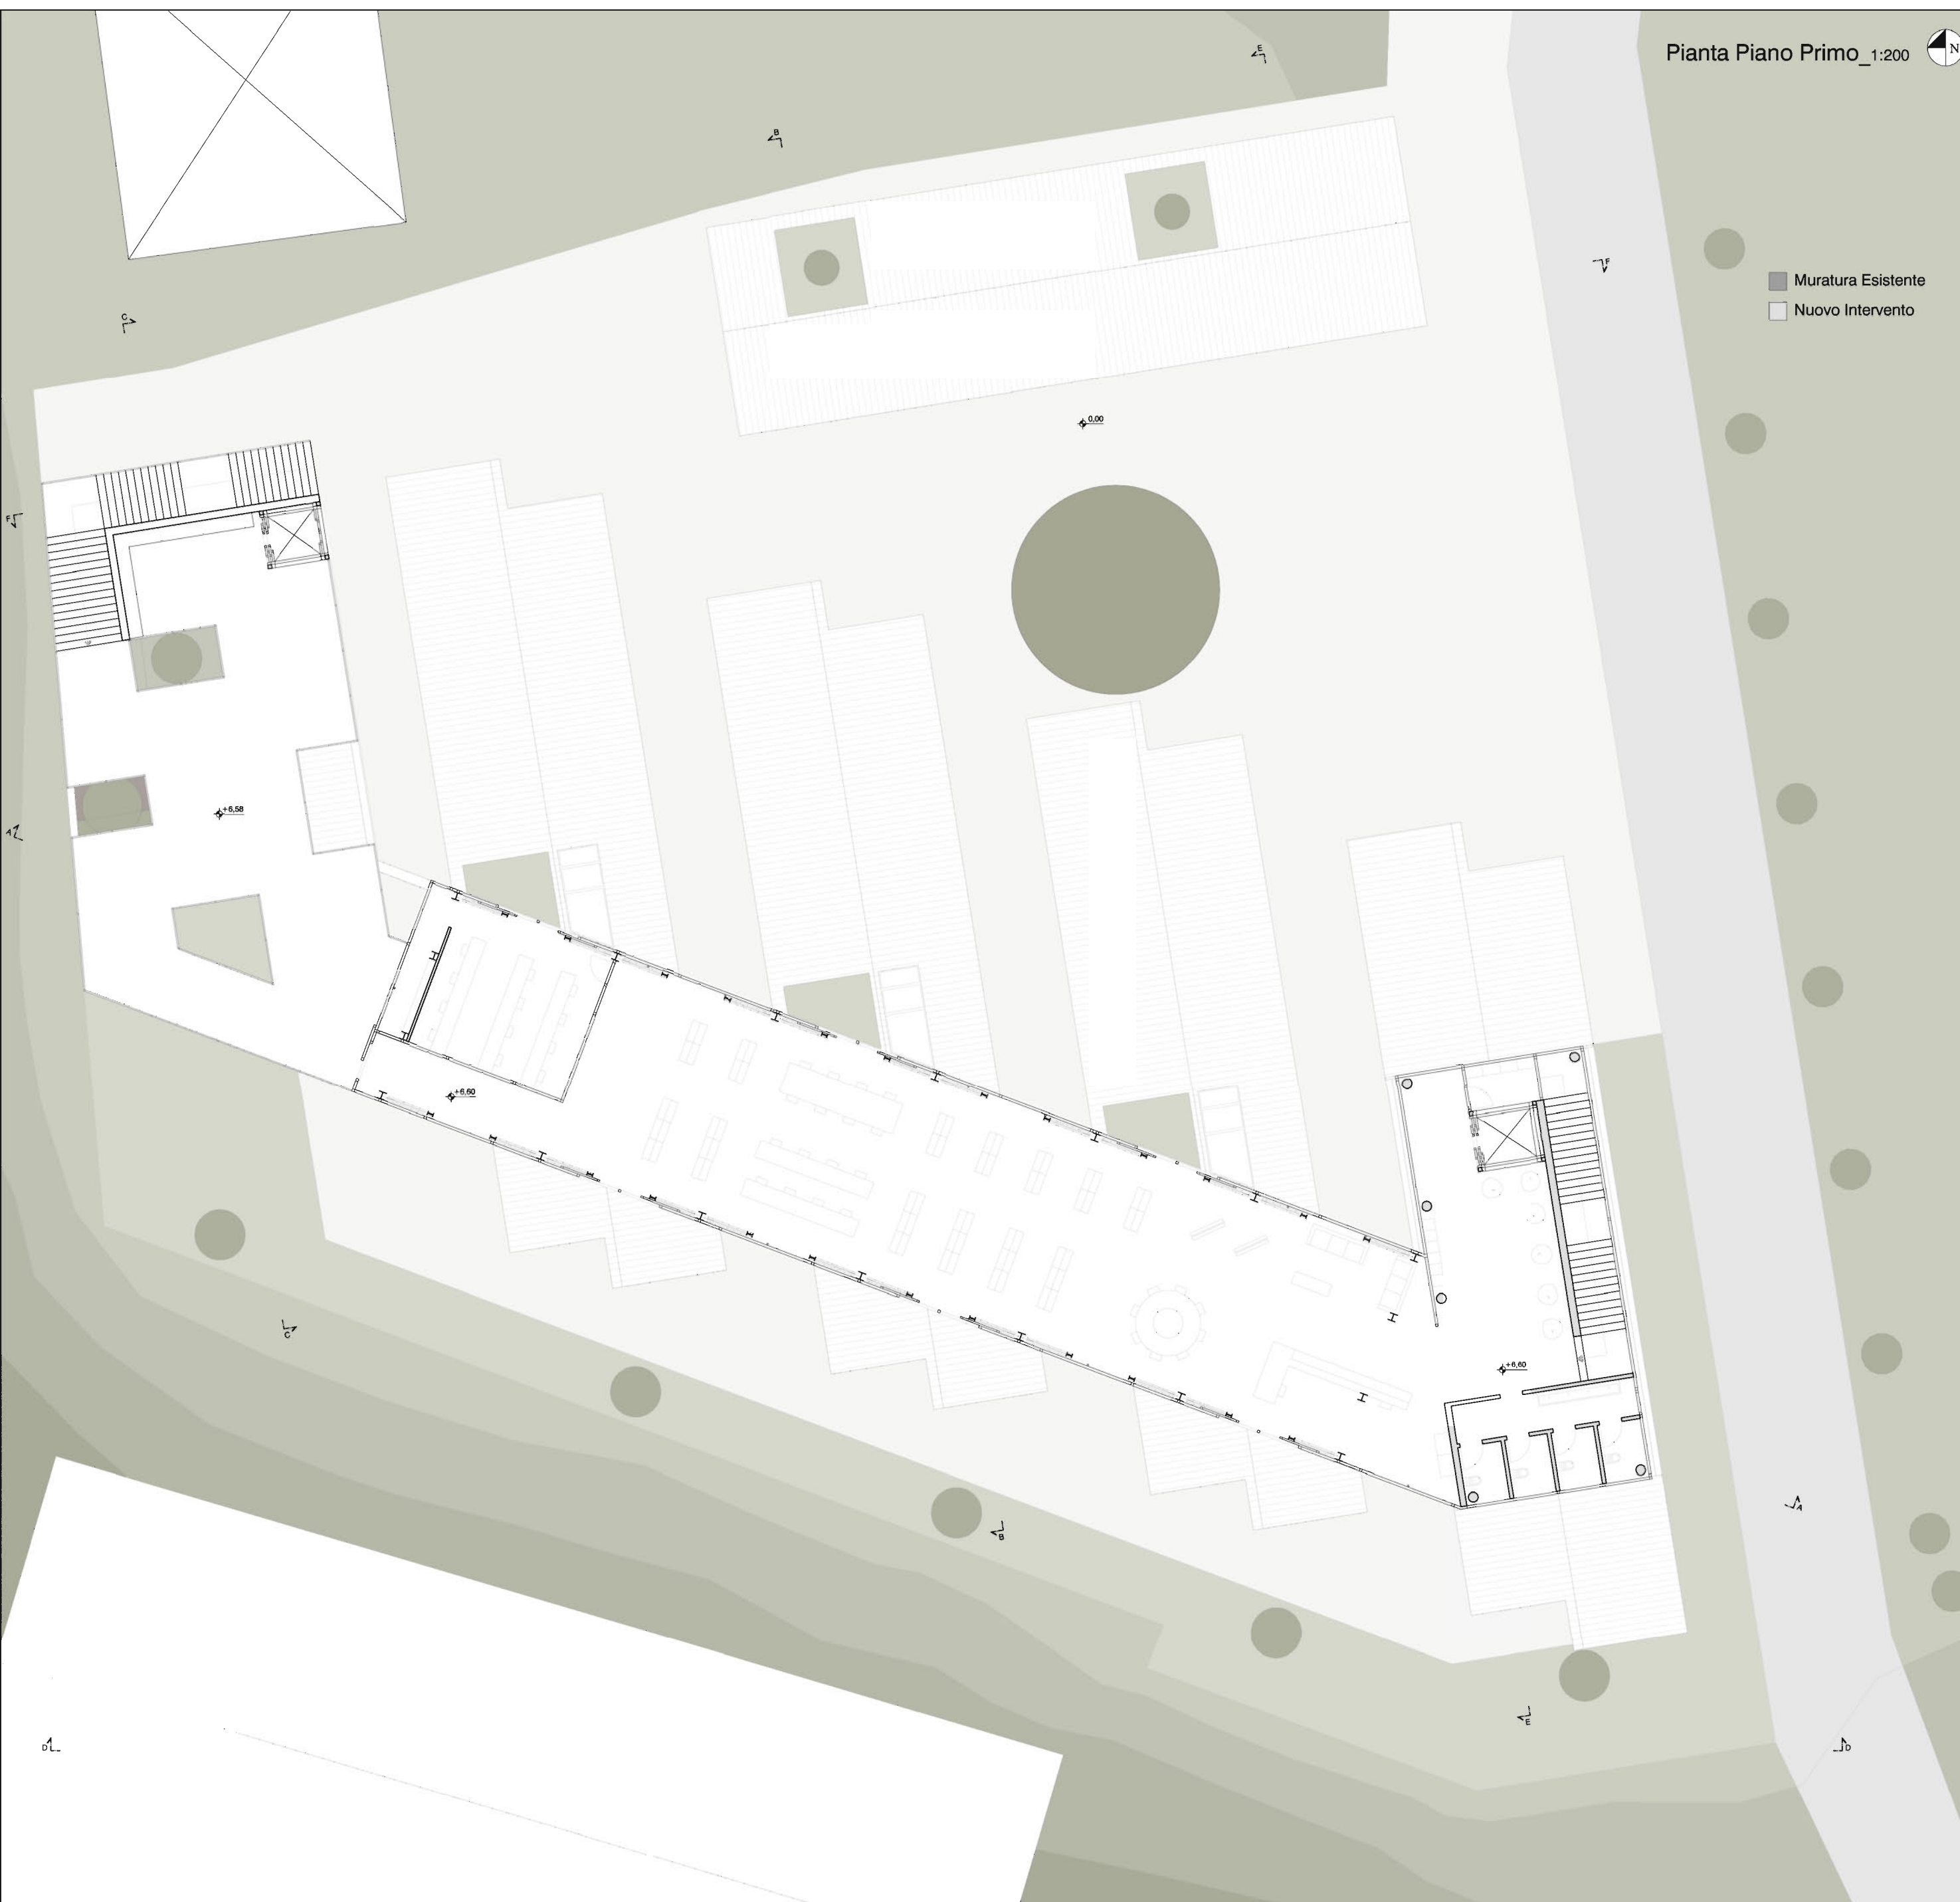 Pianta Piano Primo_1:200
N
E
B
F
Muratura Esistente
Nuovo Intervento
C
0,00
F
+6,58
A
+6,60
+6,60
C
A
B
E
D
D